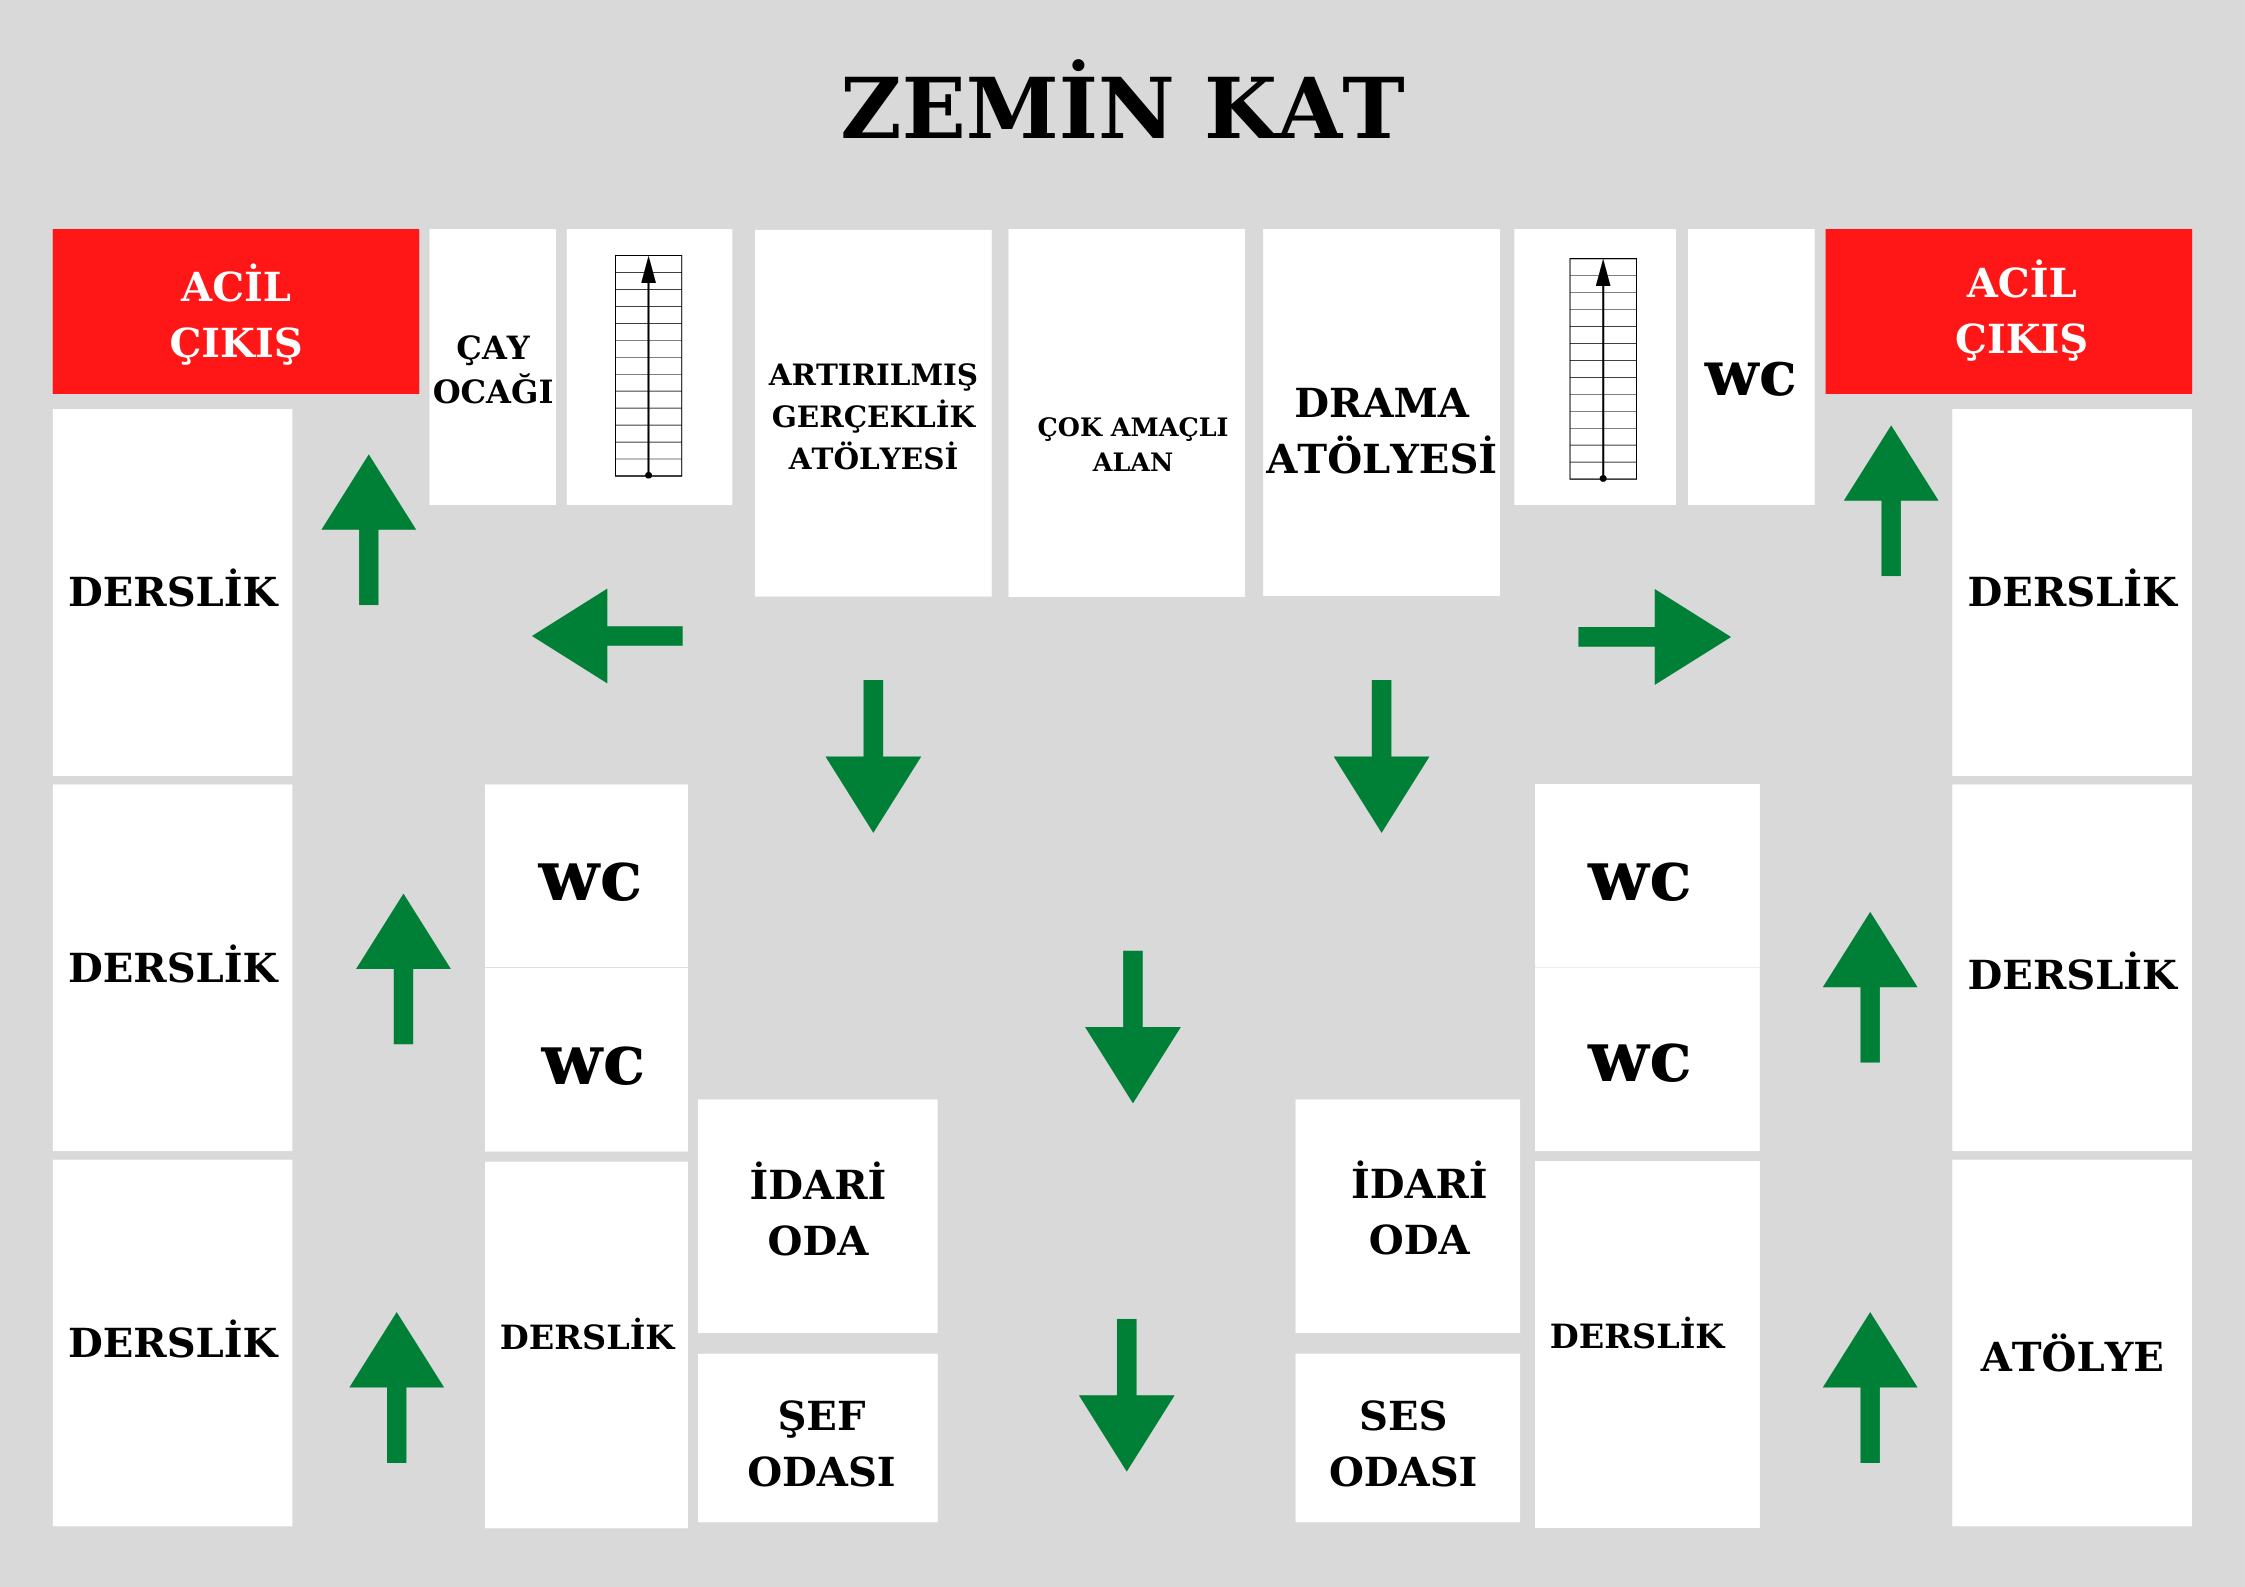 ZEMİN KAT
ACİL
ÇIKIŞ
ÇAY
OCAĞI
ARTIRILMIŞ
GERÇEKLİK
ATÖLYESİ
ÇOK AMAÇLI
ALAN
DRAMA
ATÖLYESİ
wc
ACİL
ÇIKIŞ
DERSLİK
DERSLİK
DERSLİK
wc
wc
DERSLİK
DERSLİK
wc
wc
DERSLİK
DERSLİK
İDARİ
ODA
ŞEF
ODASI
İDARİ
ODA
SES
ODASI
DERSLİK
ATÖLYE